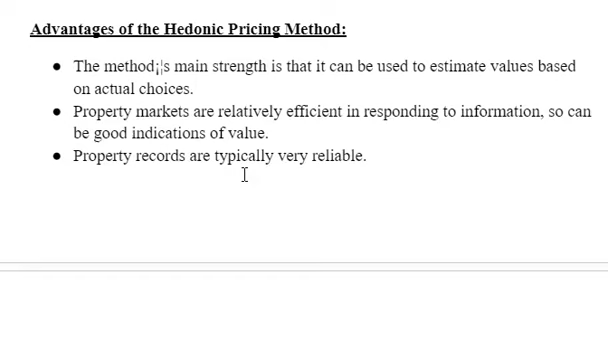 Advantages of the Hedonic Pricing Method:
● The method¡¦s main strength is that it can be used to estimate values based
on actual choices.
● Property markets are relatively efficient in responding to information, so can
be good indications of value.
● Property records are typically very reliable.